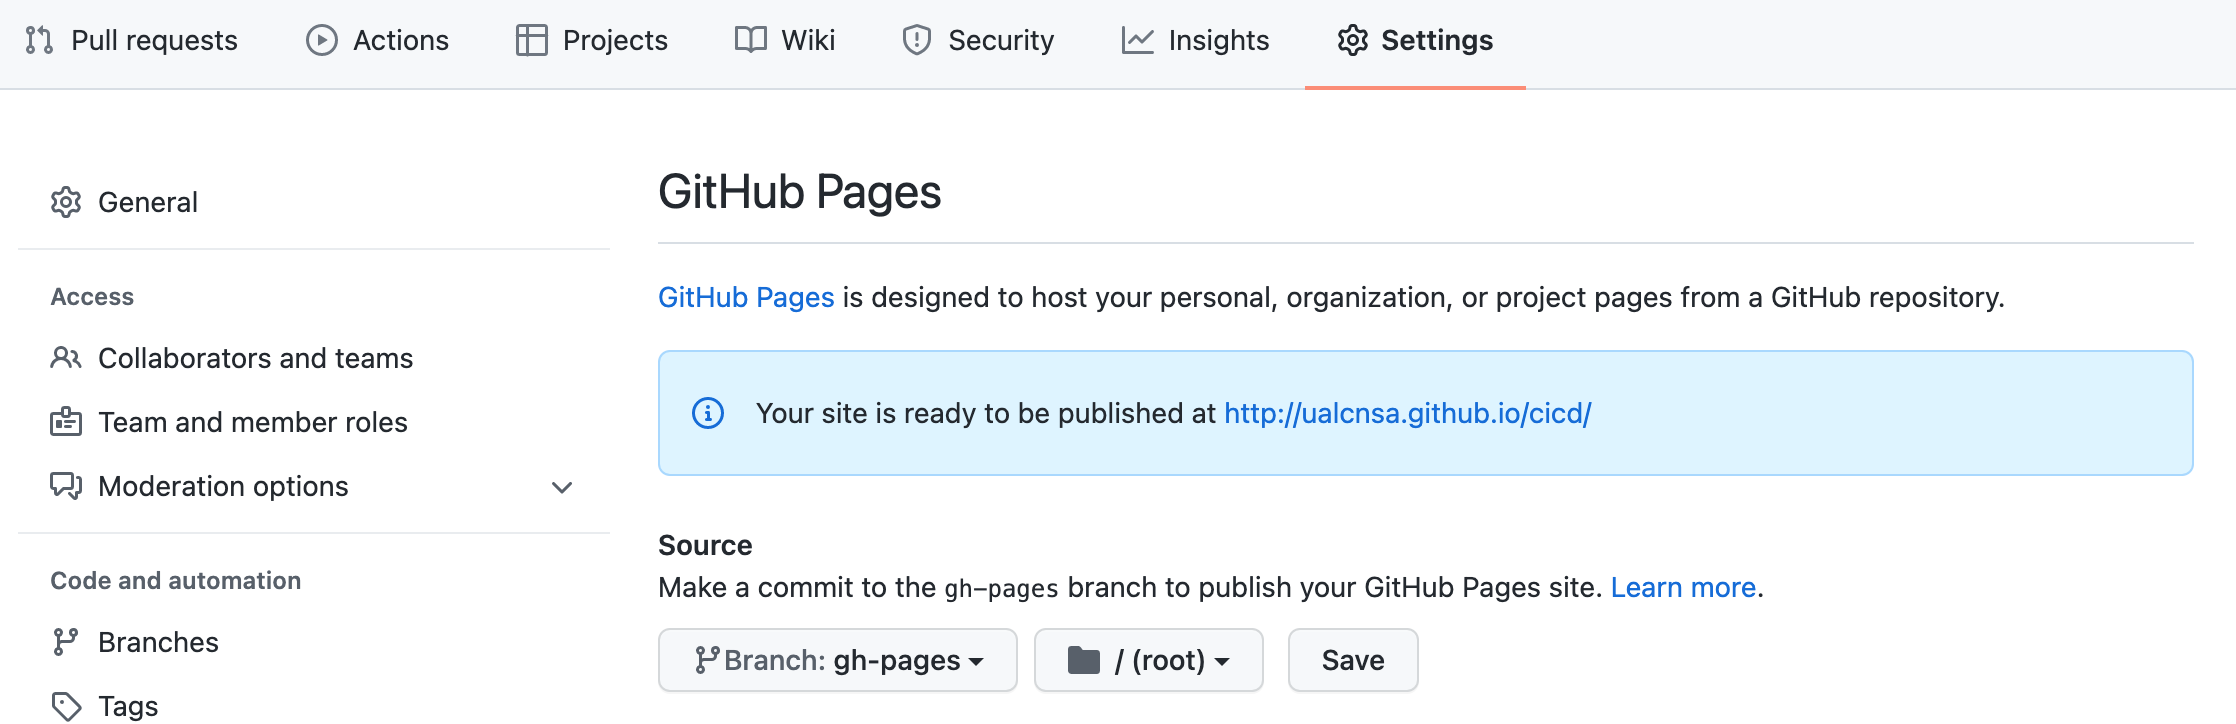 Pull requests Actions Projects Wiki Security Insights Settings
General
Access
Collaborators and teams
Team and member roles
Moderation options
Code and automation
Branches
Tags
GitHub Pages
GitHub Pages is designed to host your personal, organization, or project pages from a GitHub repository.
Your site is ready to be published at http://ualcnsa.github.io/cicd/
Source
Make a commit to the gh-pages branch to publish your GitHub Pages site. Learn more.
Branch: gh-pages / (root) Save